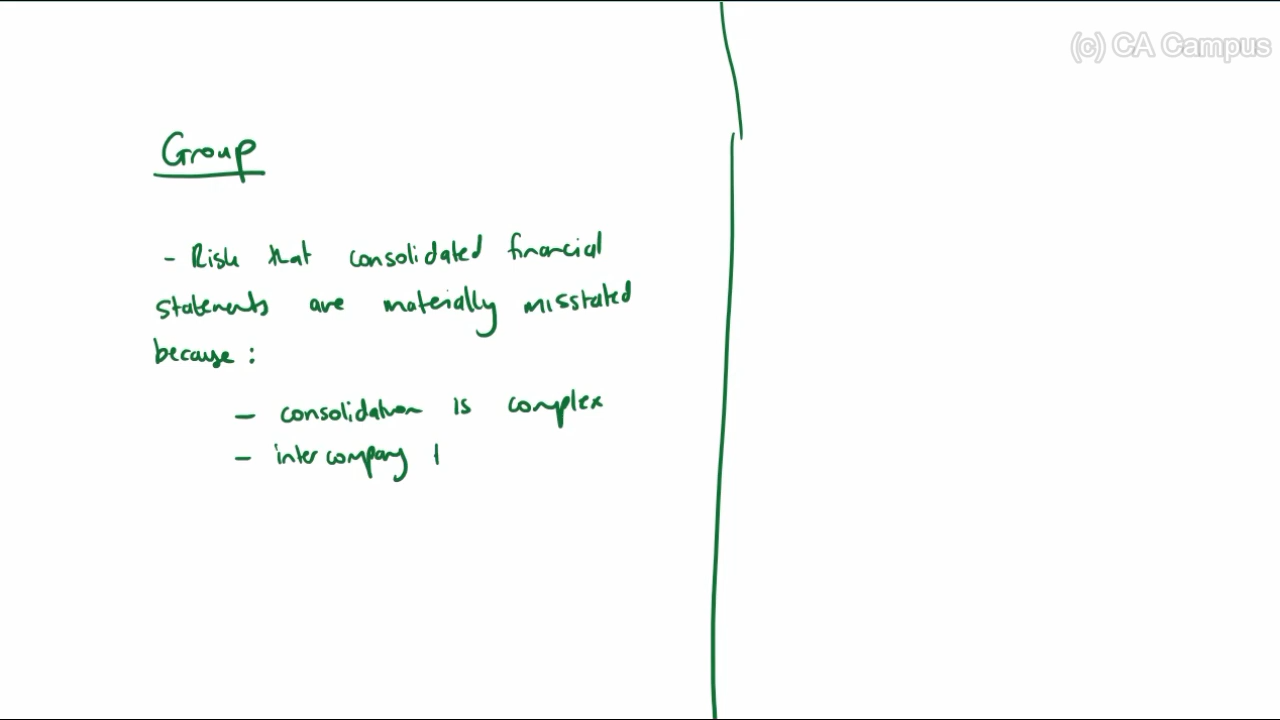 (c) CA Campus
Group
- Risk that consolidated financial
statements are materially misstated
because :
- consolidation is complex
- intercompany